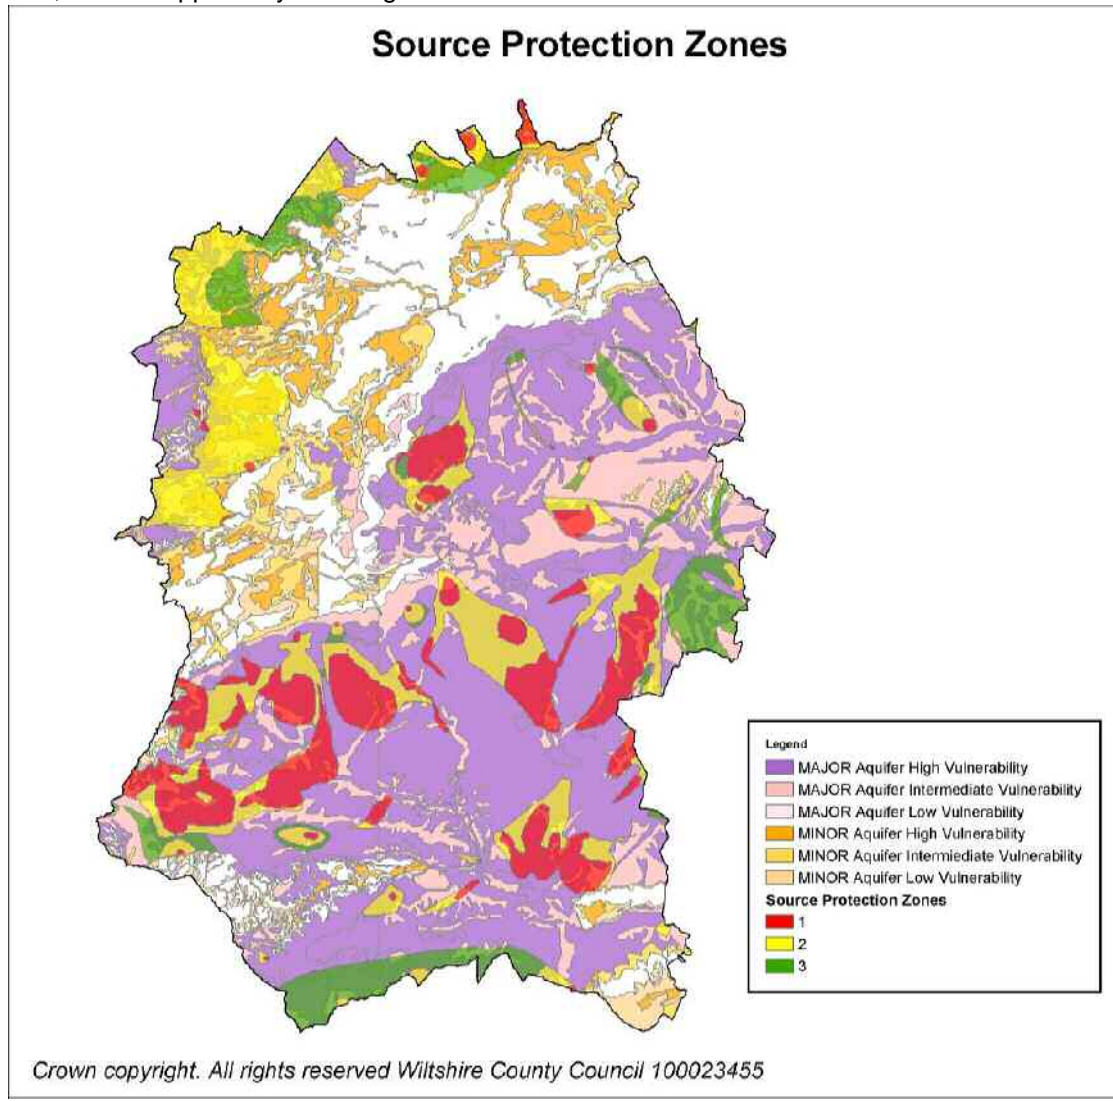 Source Protection Zones
Legend
MAJOR Aquifer High Vulnerability
MAJOR Aquifer Intermediate Vulnerability
MAJOR Aquifer Low Vulnerability
MINOR Aquifer High Vulnerability
MINOR Aquifer Intermiediate Vulnerability
MINOR Aquifer Low Vulnerability
Source Protection Zones
1
2
3
Crown copyright. All rights reserved Wiltshire County Council 100023455